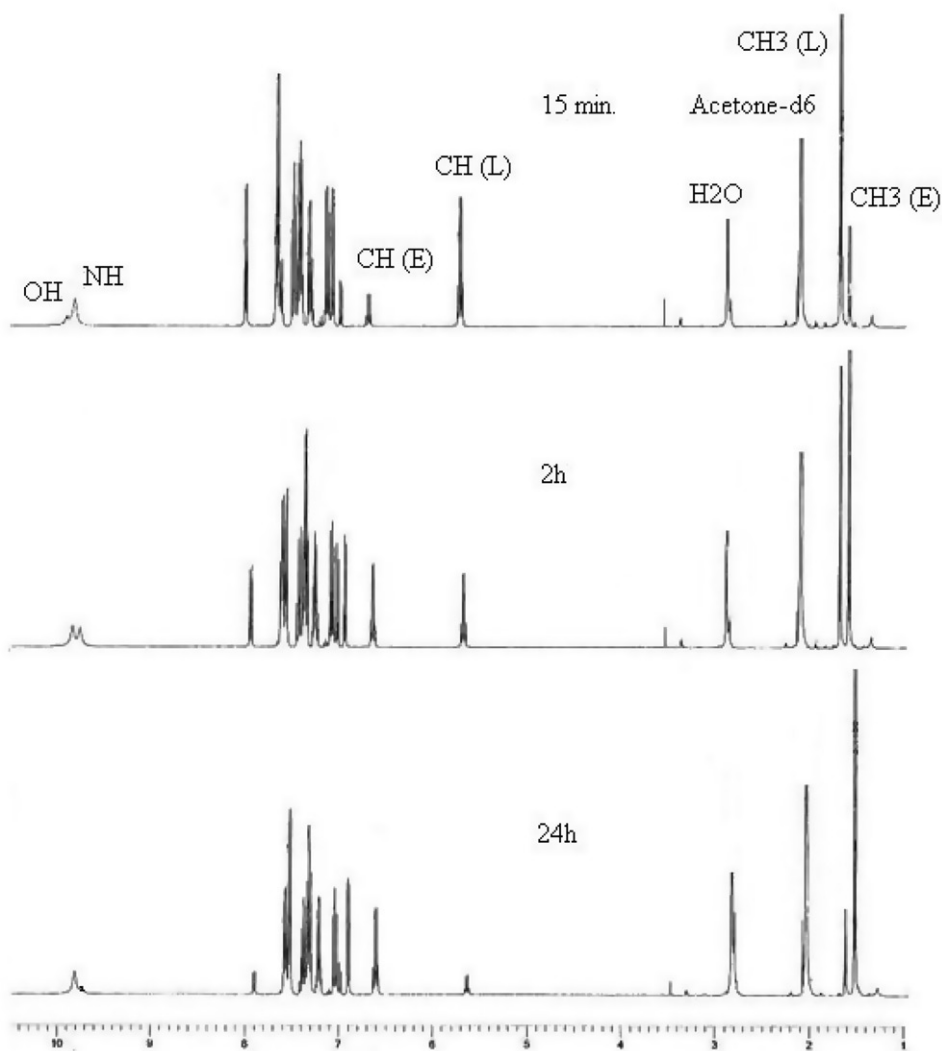 CH3 (L)
15 min.
Acetone-d6
CH (L)
H2O
CH3 (E)
CH (E)
OH
NH
2h
24h
10 9 8 7 6 5 4 3 2 1